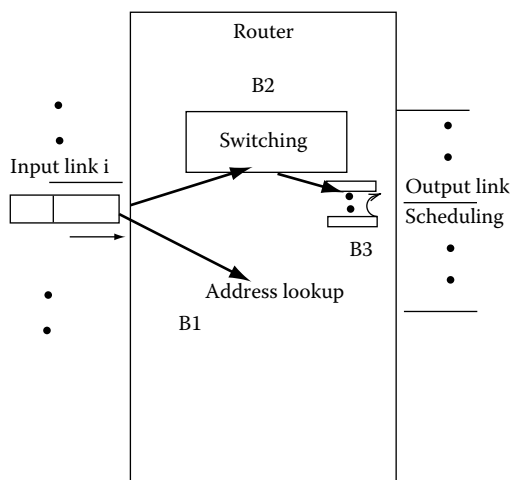 Router
B2
Switching
Input link i
Output link
Scheduling
B3
Address lookup
B1